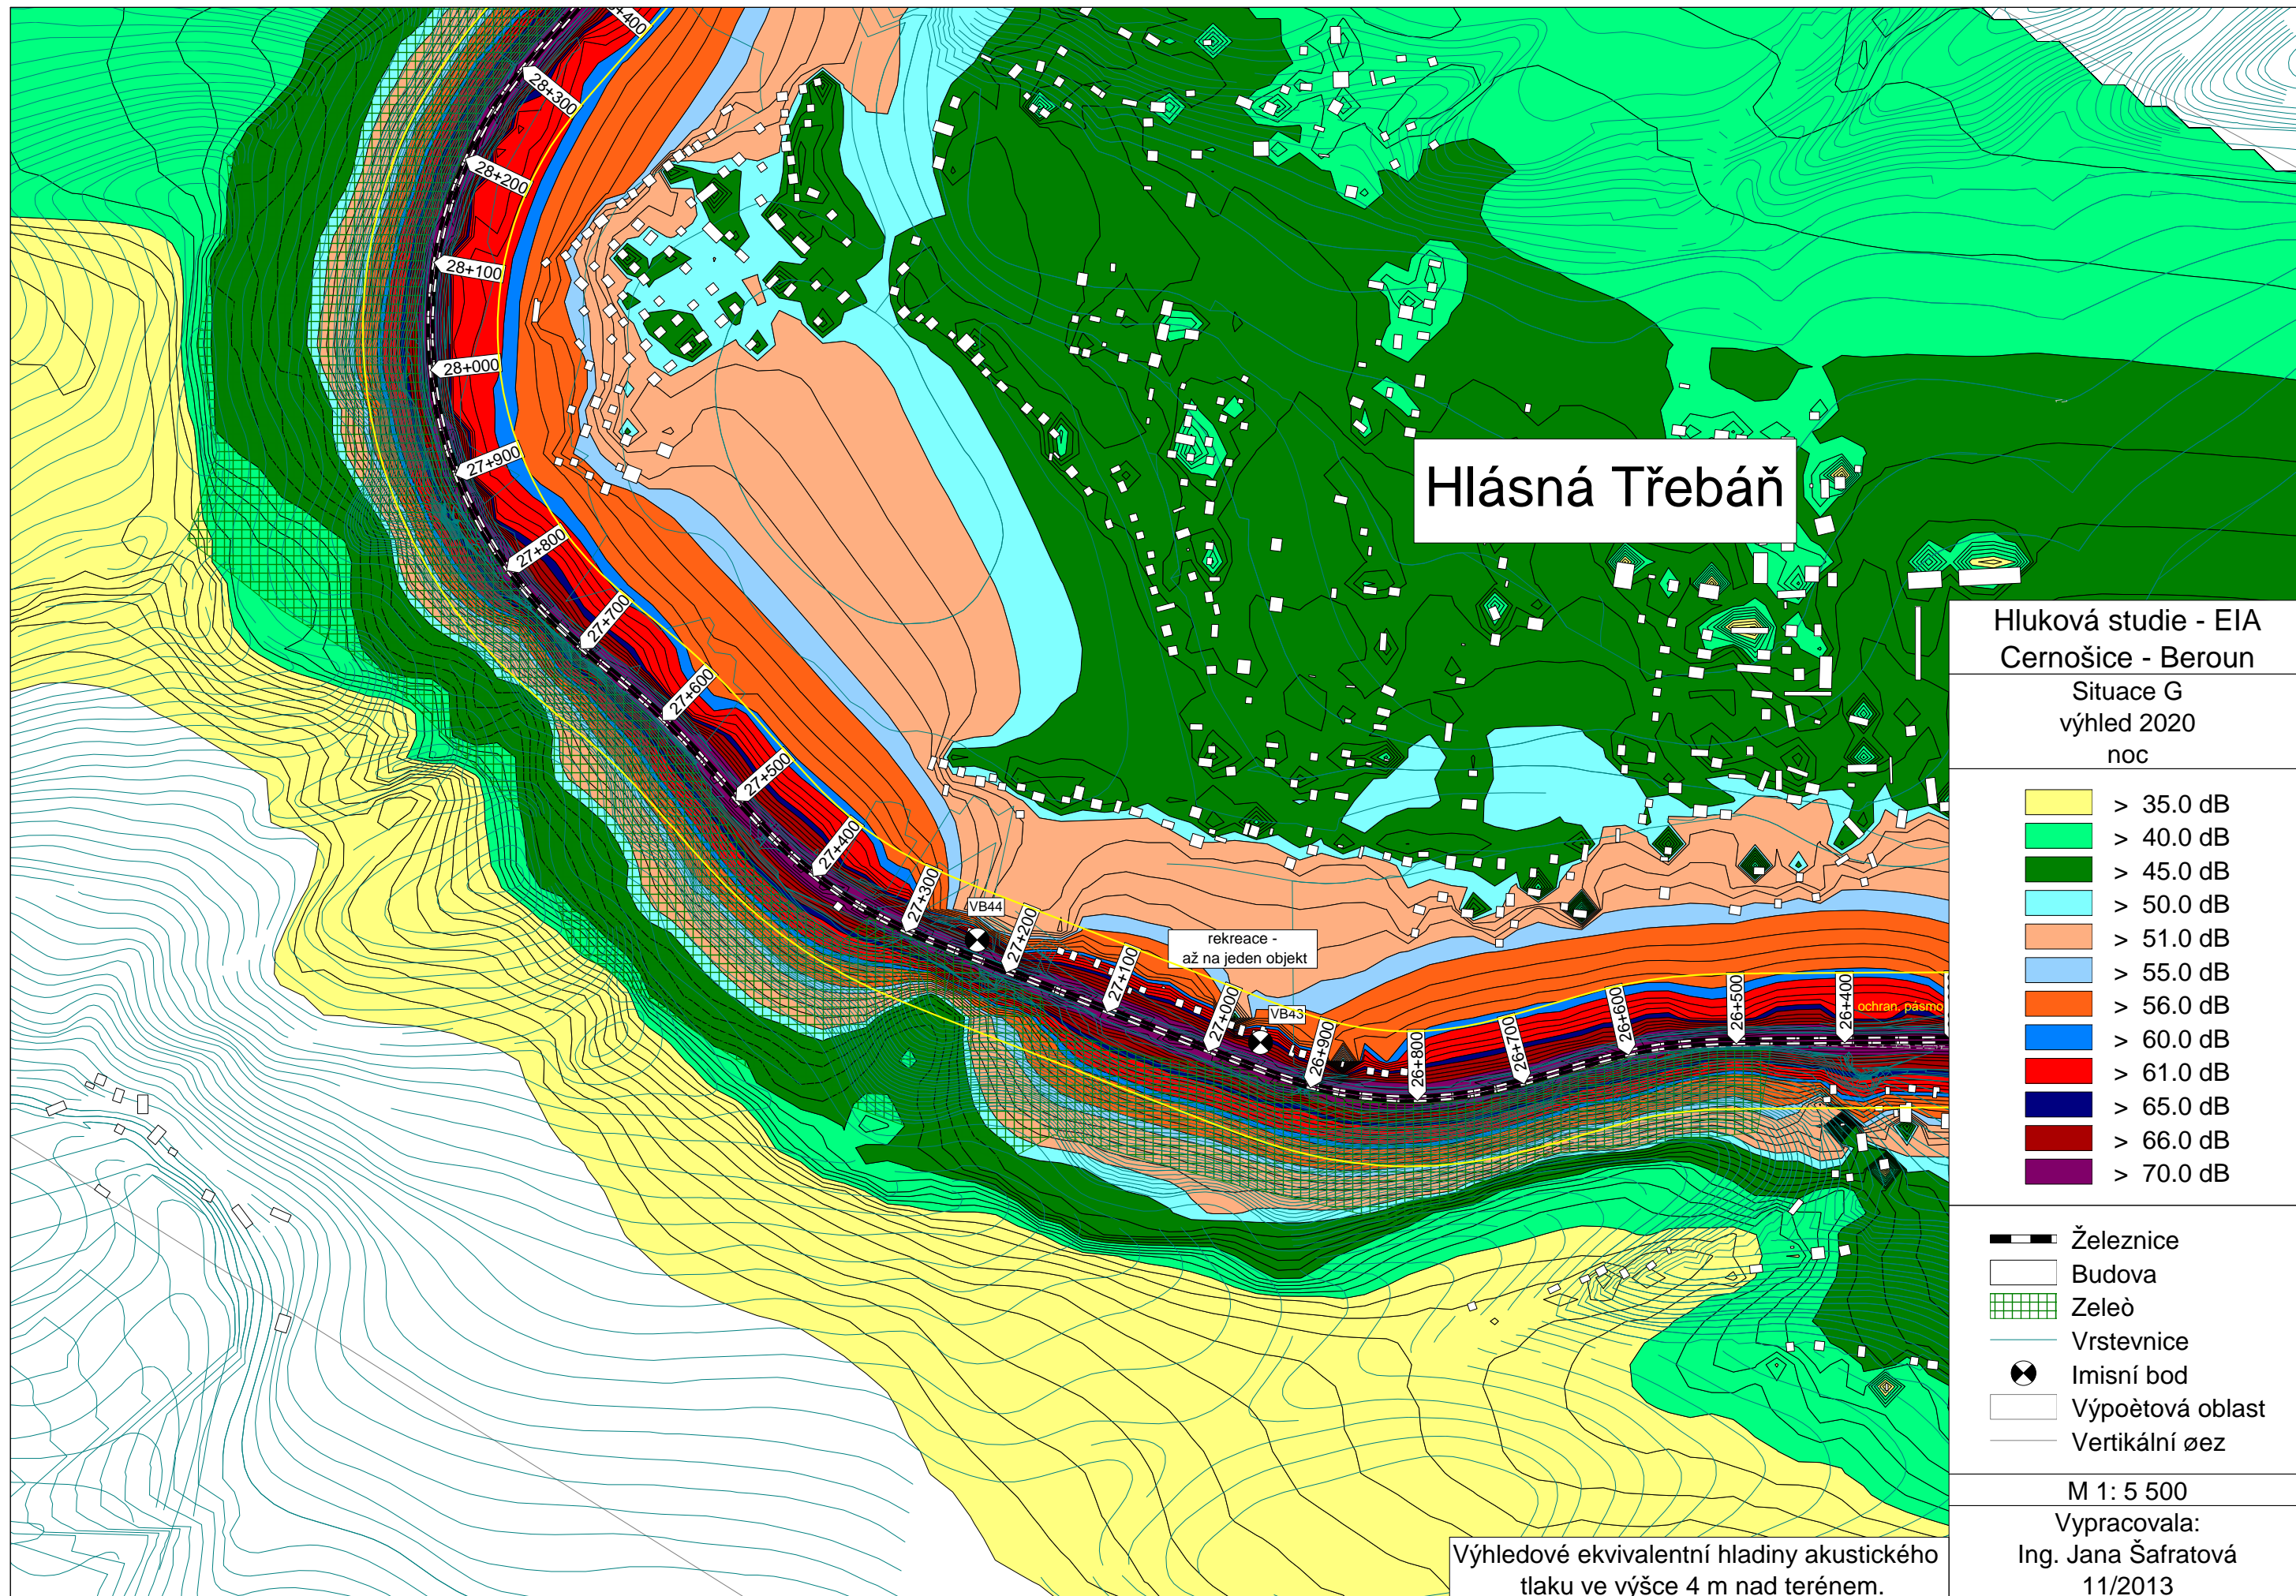 +400
28+300
28+200
28+100
28+000
27+900
27+800
27+700
27+600
27+500
27+400
27+300
VB44
27+200
27+100
rekreace -
až na jeden objekt
27+000
VB43
26+900
26+800
26+700
26+600
26+500
26+400
ochran. pásmo
Hlásná Třebáň
Hluková studie - EIA
Cernošice - Beroun
Situace G
výhled 2020
noc
> 35.0 dB
> 40.0 dB
> 45.0 dB
> 50.0 dB
> 51.0 dB
> 55.0 dB
> 56.0 dB
> 60.0 dB
> 61.0 dB
> 65.0 dB
> 66.0 dB
> 70.0 dB
Železnice
Budova
Zeleò
Vrstevnice
Imisní bod
Výpoètová oblast
Vertikální øez
M 1: 5 500
Vypracovala:
Ing. Jana Šafratová
11/2013
Výhledové ekvivalentní hladiny akustického
tlaku ve výšce 4 m nad terénem.